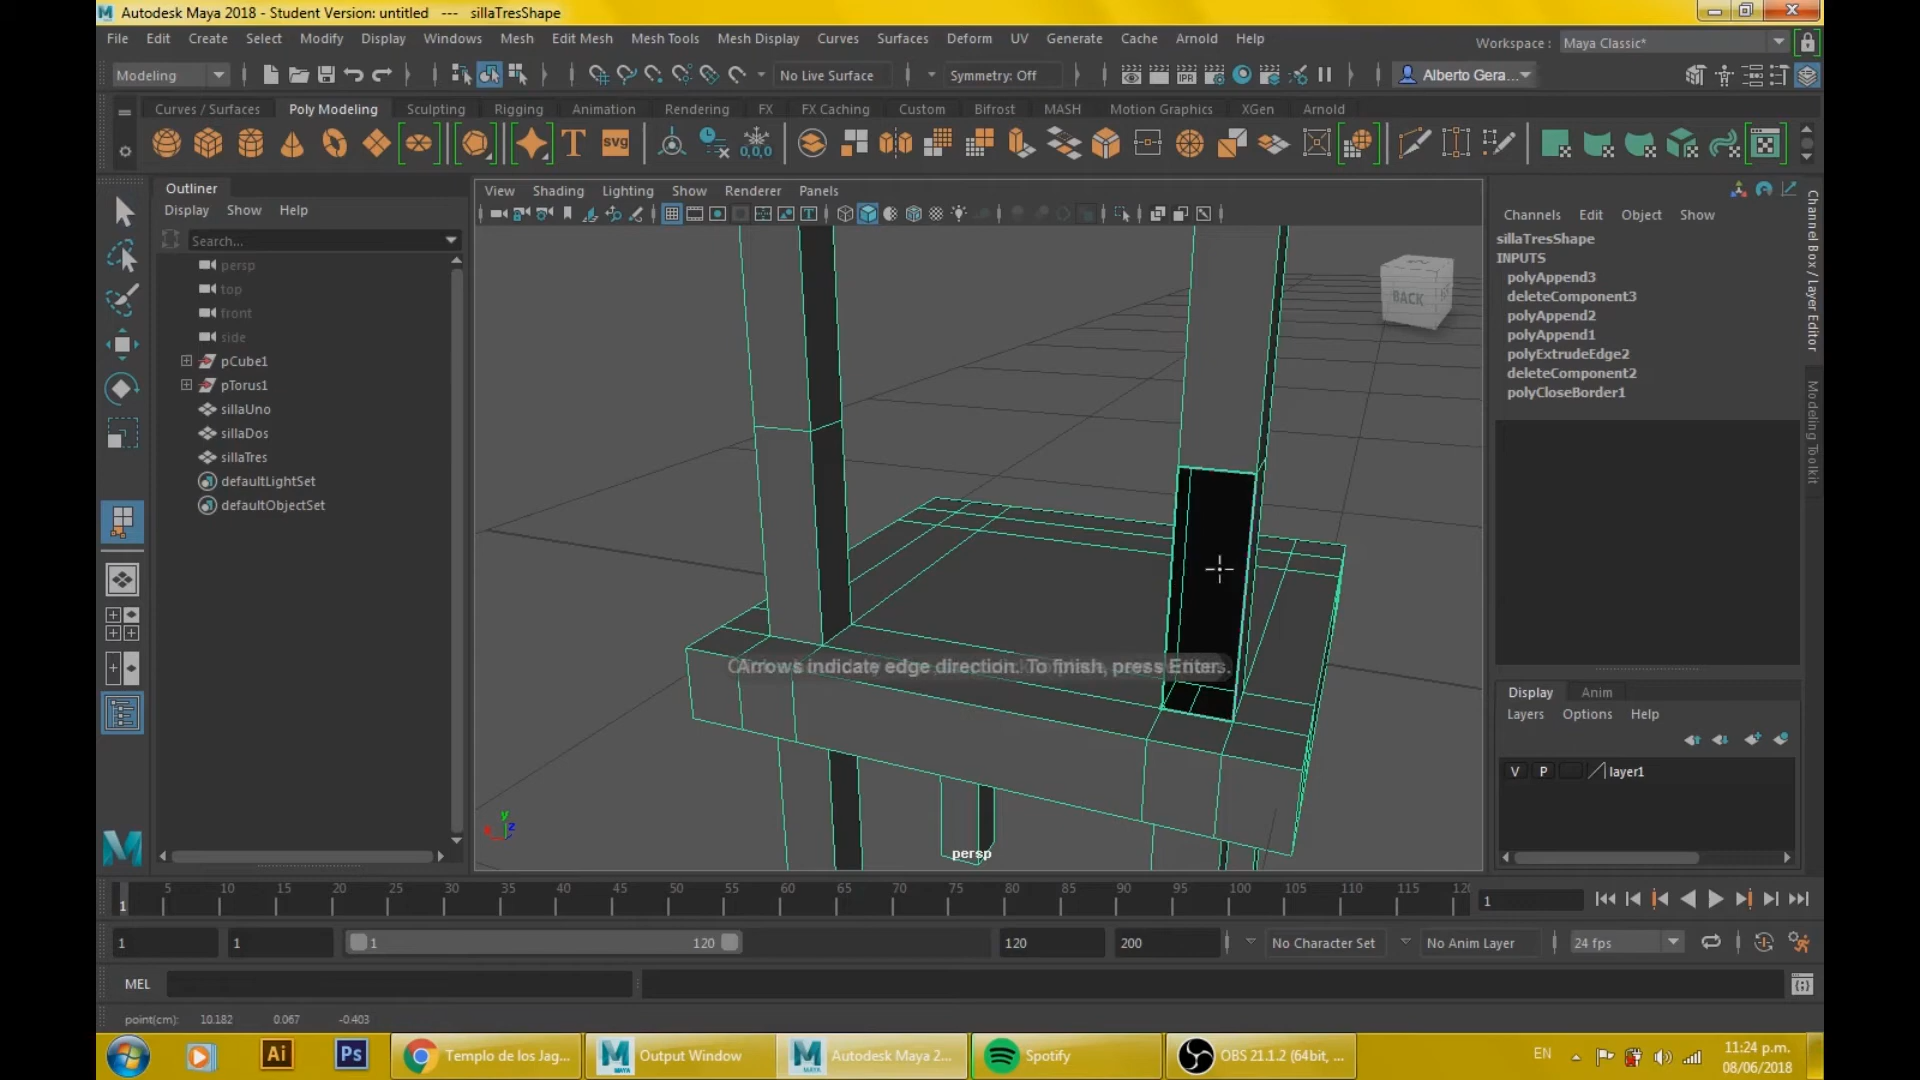 Autodesk Maya 2018 - Student Version: untitled --- sillaTresShape
File Edit Create Select Modify Display Windows Mesh Edit Mesh Mesh Tools Mesh Display Curves Surfaces Deform UV Generate Cache Arnold Help
Workspace : Maya Classic*
Modeling
No Live Surface
Symmetry: Off
IPR
Alberto Gera...
Curves / Surfaces Poly Modeling Sculpting Rigging Animation Rendering FX FX Caching Custom Bifrost MASH Motion Graphics XGen Arnold
T
SVG
0,0,0
Outliner
Display Show Help
Search...
persp
top
front
side
pCube1
pTorus1
sillaUno
sillaDos
sillaTres
defaultLightSet
defaultObjectSet
View Shading Lighting Show Renderer Panels
BACK
Arrows indicate edge direction. To finish, press Enter.
y
z
persp
Channels Edit Object Show
sillaTresShape
INPUTS
polyAppend3
deleteComponent3
polyAppend2
polyAppend1
polyExtrudeEdge2
deleteComponent2
polyCloseBorder1
Channel Box / Layer Editor
Modeling Toolkit
Display Anim
Layers Options Help
V P layer1
5 10 15 20 25 30 35 40 45 50 55 60 65 70 75 80 85 90 95 100 105 110 115 12
1
1
1 1 1 120 120 200 No Character Set No Anim Layer 24 fps
MEL
point(cm): 10.182 0.067 -0.403
Ai
Ps
Templo de los Jag...
Output Window
Autodesk Maya 2...
Spotify
OBS 21.1.2 (64bit, ...
EN
11:24 p.m.
08/06/2018